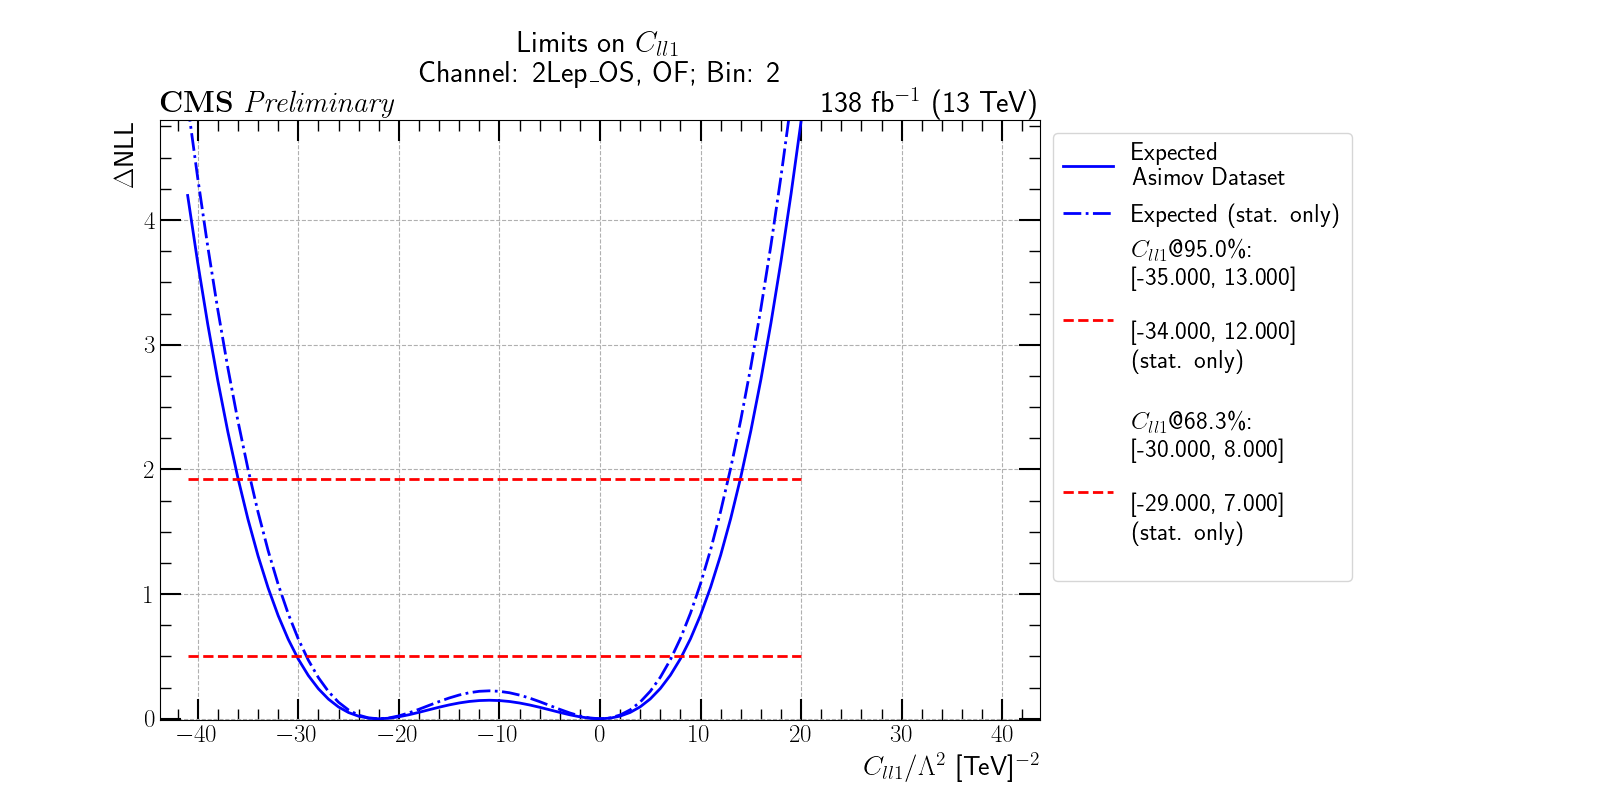 Limits on C_{ll1}
Channel: 2Lep_OS, OF; Bin: 2
CMS Preliminary
138 fb^{-1} (13 TeV)
ΔNLL
4
3
2
1
0
−40 −30 −20 −10 0 10 20 30 40
C_{ll1}/Λ^2 [TeV]^{-2}
Expected
Asimov Dataset
Expected (stat. only)
C_{ll1}@95.0%:
[-35.000, 13.000]
[-34.000, 12.000]
(stat. only)
C_{ll1}@68.3%:
[-30.000, 8.000]
[-29.000, 7.000]
(stat. only)